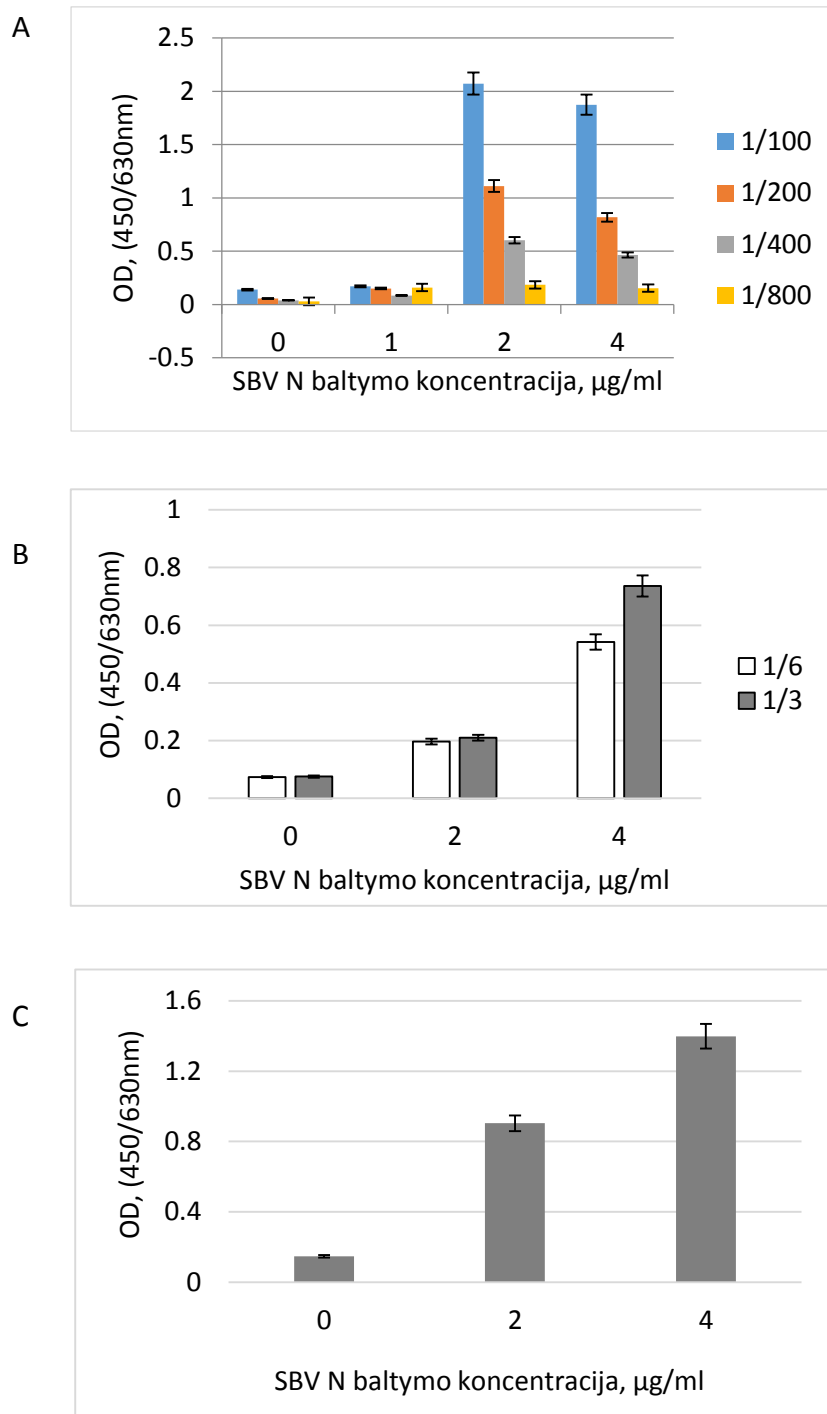 A
2.5
2
1.5
1
0.5
0
-0.5
OD, (450/630nm)
0 1 2 4
SBV N baltymo koncentracija, µg/ml
1/100
1/200
1/400
1/800
B
1
0.8
0.6
0.4
0.2
0
OD, (450/630nm)
0 2 4
SBV N baltymo koncentracija, µg/ml
1/6
1/3
C
1.6
1.2
0.8
0.4
0
OD, (450/630nm)
0 2 4
SBV N baltymo koncentracija, µg/ml